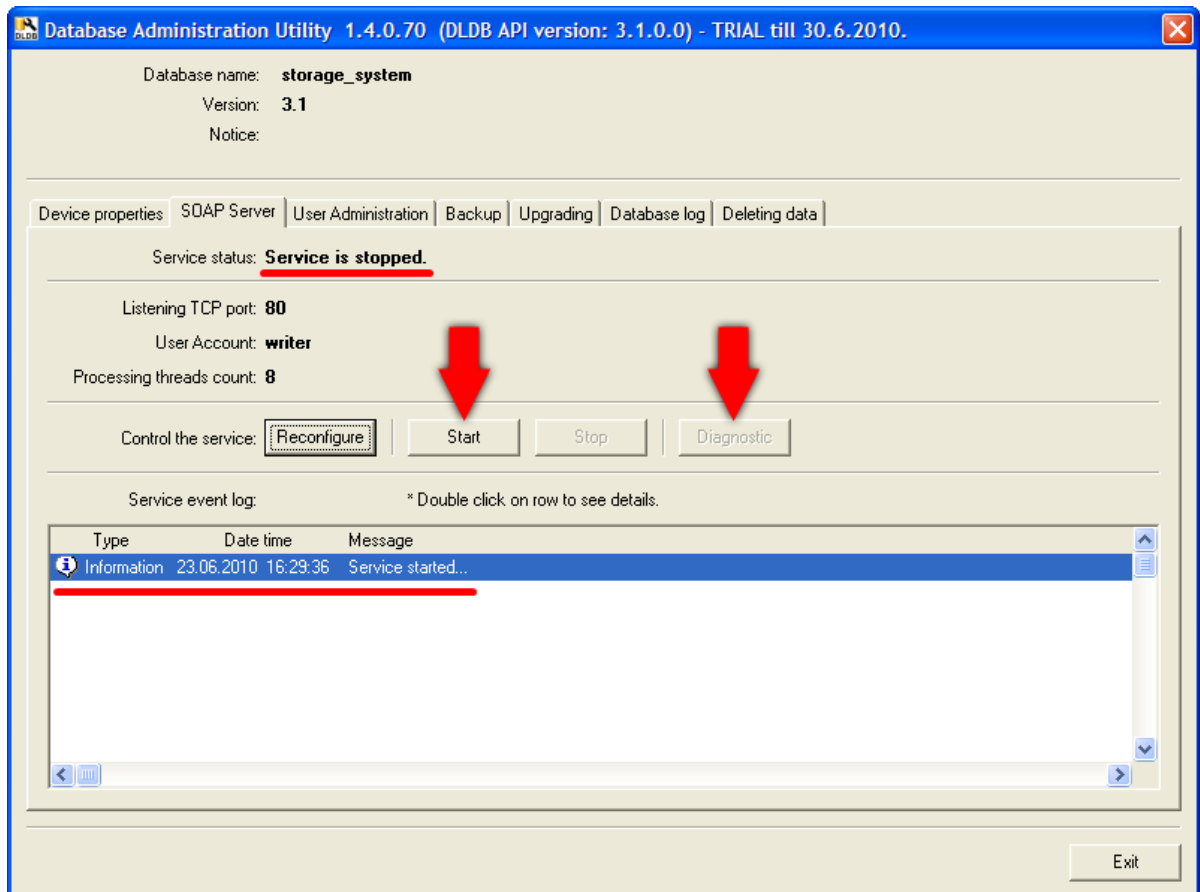 Database Administration Utility 1.4.0.70 (DLDB API version: 3.1.0.0) - TRIAL till 30.6.2010.
Database name: storage_system
Version: 3.1
Notice:
Device properties SOAP Server User Administration Backup Upgrading Database log Deleting data
Service status: Service is stopped.
Listening TCP port: 80
User Account: writer
Processing threads count: 8
Control the service: Reconfigure Start Stop Diagnostic
Service event log: * Double click on row to see details.
Type Date time Message
Information 23.06.2010 16:29:36 Service started...
Exit